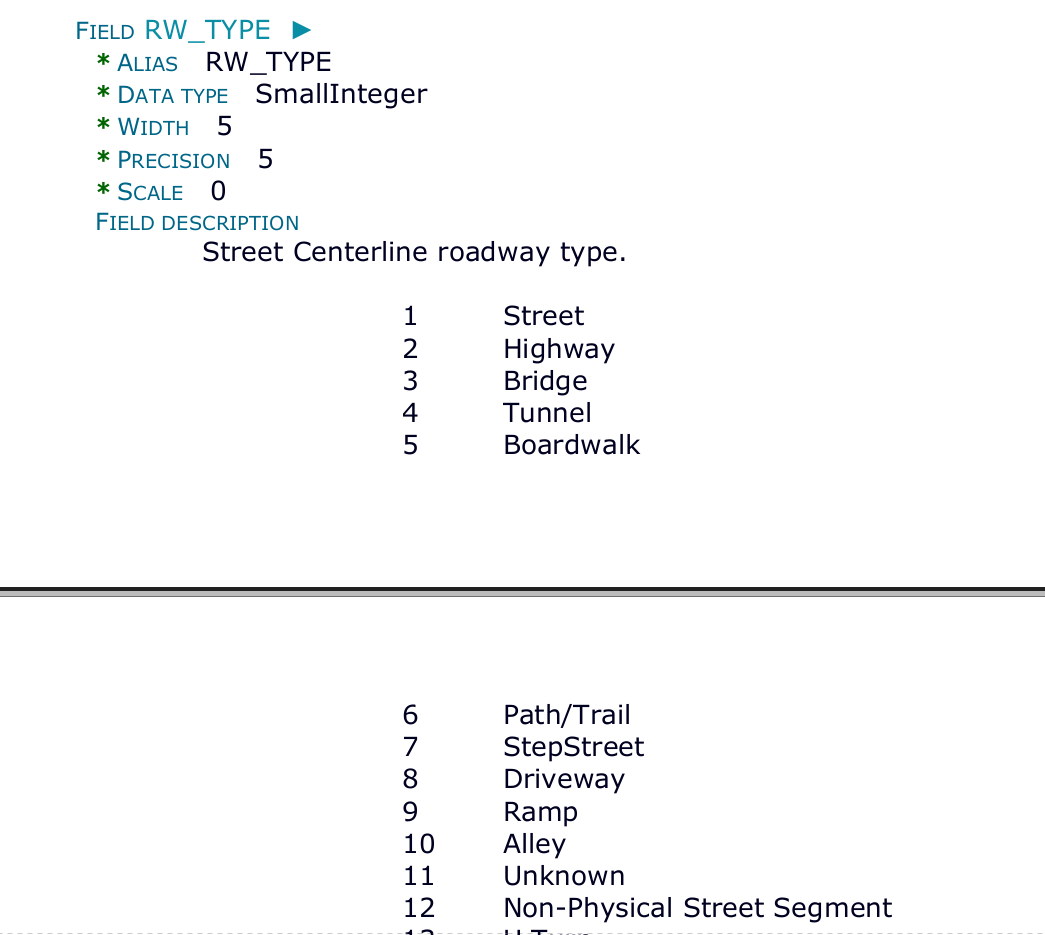 FIELD RW_TYPE ►
* ALIAS RW_TYPE
* DATA TYPE SmallInteger
* WIDTH 5
* PRECISION 5
* SCALE 0
FIELD DESCRIPTION
Street Centerline roadway type.
1 Street
2 Highway
3 Bridge
4 Tunnel
5 Boardwalk
6 Path/Trail
7 StepStreet
8 Driveway
9 Ramp
10 Alley
11 Unknown
12 Non-Physical Street Segment